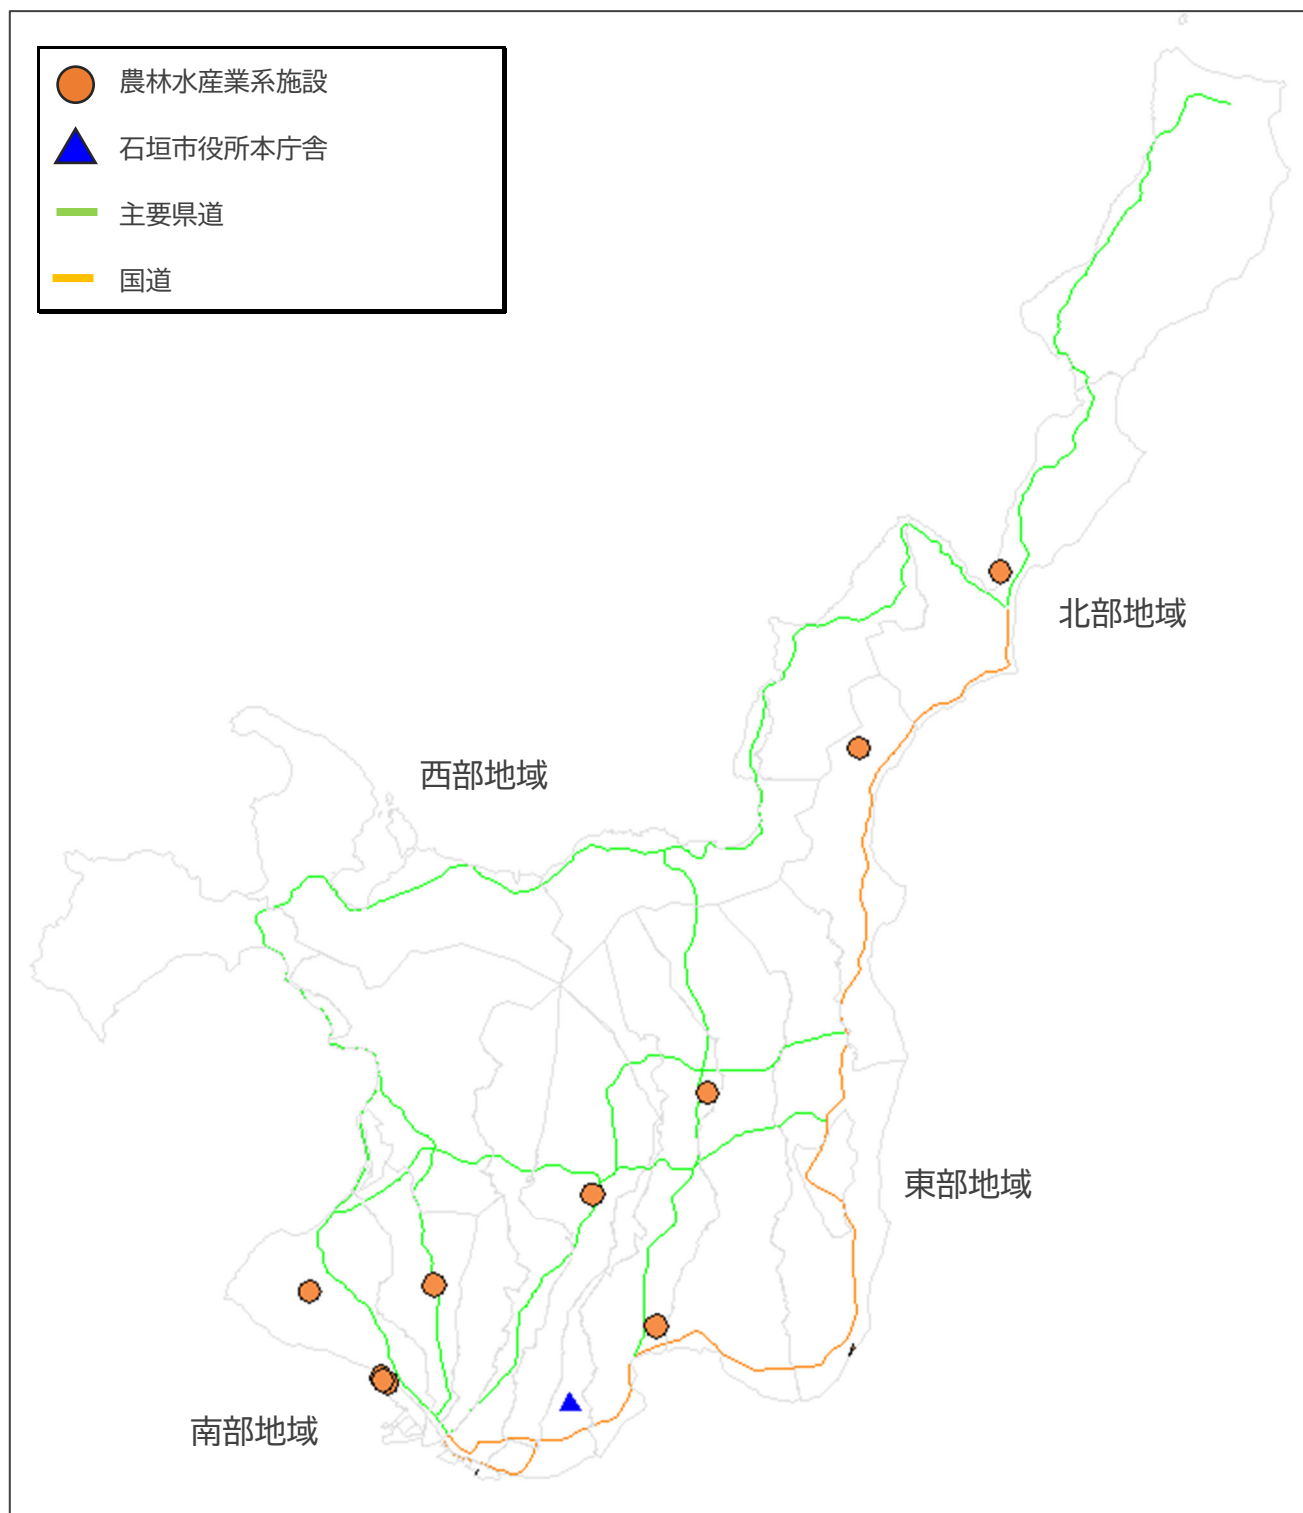 農林水産業系施設
石垣市役所本庁舎
主要県道
国道
北部地域
西部地域
東部地域
南部地域